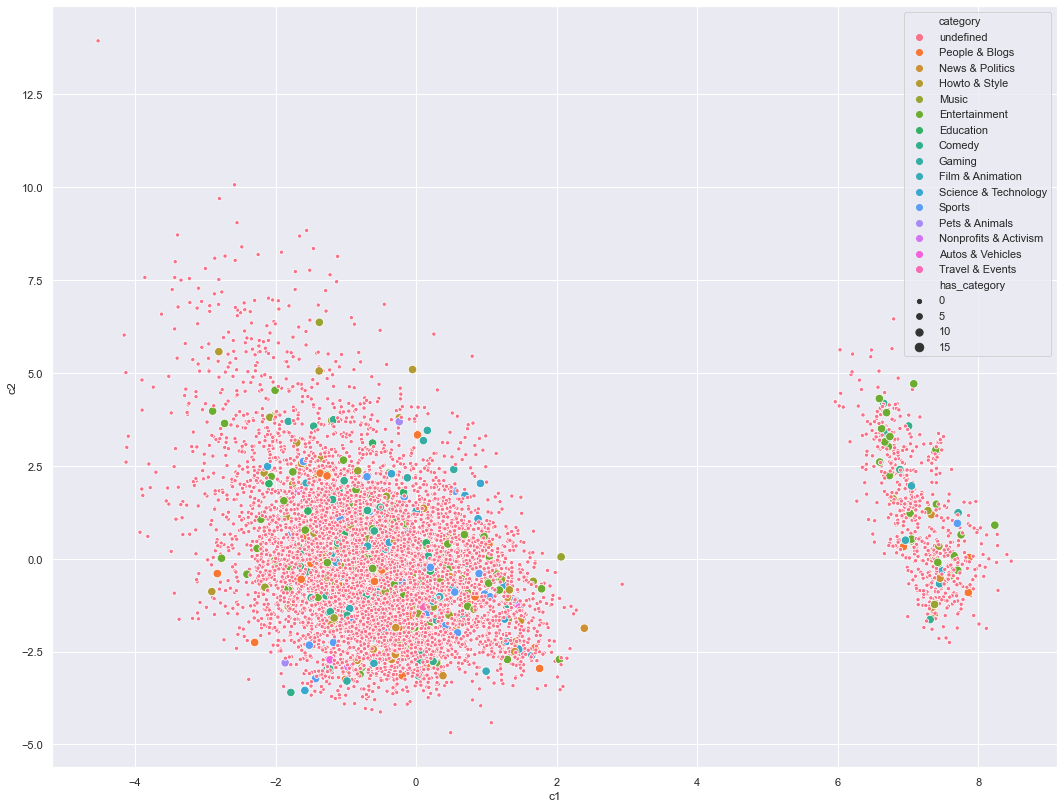 category
undefined
People & Blogs
News & Politics
Howto & Style
Music
Entertainment
Education
Comedy
Gaming
Film & Animation
Science & Technology
Sports
Pets & Animals
Nonprofits & Activism
Autos & Vehicles
Travel & Events
has_category
0
5
10
15
12.5
10.0
7.5
5.0
2.5
0.0
−2.5
−5.0
c2
−4 −2 0 2 4 6 8
c1